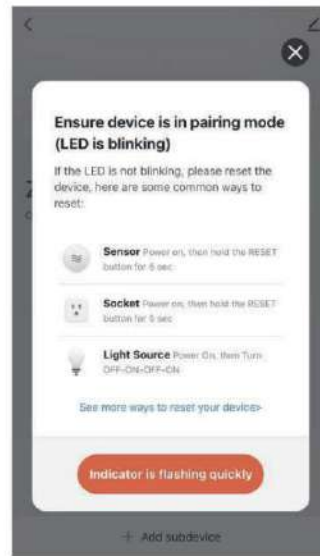 Ensure device is in pairing mode
(LED is blinking)
If the LED is not blinking, please reset the
device, here are some common ways to
reset:
Sensor Power on, then hold the RESET
button for 6 sec
Socket Power on, then hold the RESET
button for 6 sec
Light Source Power On, then Turn
OFF-ON-OFF-ON
See more ways to reset your device>
Indicator is flashing quickly
+ Add subdevice